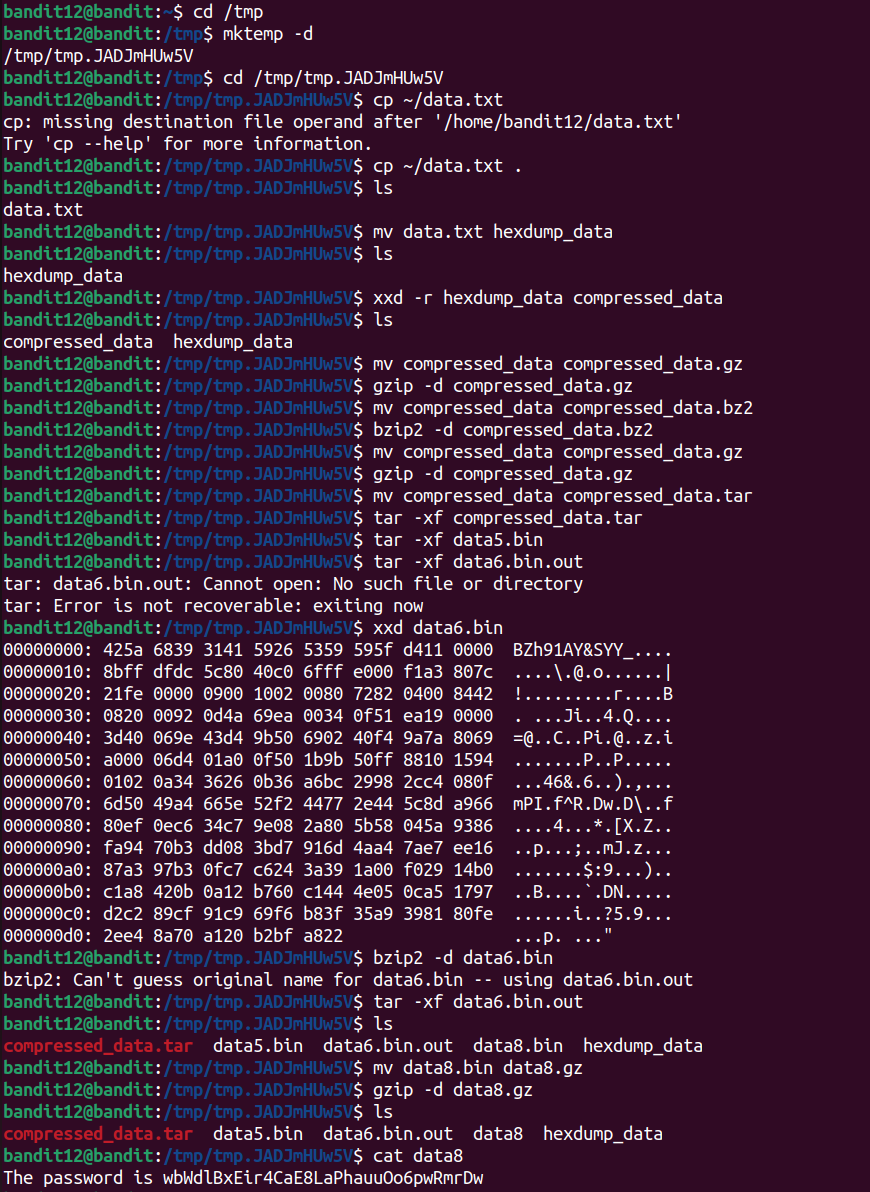 bandit12@bandit:~$ cd /tmp
bandit12@bandit:/tmp$ mktemp -d
/tmp/tmp.JADJmHUw5V
bandit12@bandit:/tmp$ cd /tmp/tmp.JADJmHUw5V
bandit12@bandit:/tmp/tmp.JADJmHUw5V$ cp ~/data.txt
cp: missing destination file operand after '/home/bandit12/data.txt'
Try 'cp --help' for more information.
bandit12@bandit:/tmp/tmp.JADJmHUw5V$ cp ~/data.txt .
bandit12@bandit:/tmp/tmp.JADJmHUw5V$ ls
data.txt
bandit12@bandit:/tmp/tmp.JADJmHUw5V$ mv data.txt hexdump_data
bandit12@bandit:/tmp/tmp.JADJmHUw5V$ ls
hexdump_data
bandit12@bandit:/tmp/tmp.JADJmHUw5V$ xxd -r hexdump_data compressed_data
bandit12@bandit:/tmp/tmp.JADJmHUw5V$ ls
compressed_data  hexdump_data
bandit12@bandit:/tmp/tmp.JADJmHUw5V$ mv compressed_data compressed_data.gz
bandit12@bandit:/tmp/tmp.JADJmHUw5V$ gzip -d compressed_data.gz
bandit12@bandit:/tmp/tmp.JADJmHUw5V$ mv compressed_data compressed_data.bz2
bandit12@bandit:/tmp/tmp.JADJmHUw5V$ bzip2 -d compressed_data.bz2
bandit12@bandit:/tmp/tmp.JADJmHUw5V$ mv compressed_data compressed_data.gz
bandit12@bandit:/tmp/tmp.JADJmHUw5V$ gzip -d compressed_data.gz
bandit12@bandit:/tmp/tmp.JADJmHUw5V$ mv compressed_data compressed_data.tar
bandit12@bandit:/tmp/tmp.JADJmHUw5V$ tar -xf compressed_data.tar
bandit12@bandit:/tmp/tmp.JADJmHUw5V$ tar -xf data5.bin
bandit12@bandit:/tmp/tmp.JADJmHUw5V$ tar -xf data6.bin.out
tar: data6.bin.out: Cannot open: No such file or directory
tar: Error is not recoverable: exiting now
bandit12@bandit:/tmp/tmp.JADJmHUw5V$ xxd data6.bin
00000000: 425a 6839 3141 5926 5359 595f d411 0000  BZh91AY&SYY_....
00000010: 8bff dfdc 5c80 40c0 6fff e000 f1a3 807c  ....\.@.o......|
00000020: 21fe 0000 0900 1002 0080 7282 0400 8442  !.........r....B
00000030: 0820 0092 0d4a 69ea 0034 0f51 ea19 0000  . ...Ji..4.Q....
00000040: 3d40 069e 43d4 9b50 6902 40f4 9a7a 8069  =@..C..Pi.@..z.i
00000050: a000 06d4 01a0 0f50 1b9b 50ff 8810 1594  .......P..P.....
00000060: 0102 0a34 3626 0b36 a6bc 2998 2cc4 080f  ...46&.6..).,...
00000070: 6d50 49a4 665e 52f2 4477 2e44 5c8d a966  mPI.f^R.Dw.D\..f
00000080: 80ef 0ec6 34c7 9e08 2a80 5b58 045a 9386  ....4...*.[X.Z..
00000090: fa94 70b3 dd08 3bd7 916d 4aa4 7ae7 ee16  ..p...;..mJ.z...
000000a0: 87a3 97b3 0fc7 c624 3a39 1a00 f029 14b0  .......$:9...)..
000000b0: c1a8 420b 0a12 b760 c144 4e05 0ca5 1797  ..B....`.DN.....
000000c0: d2c2 89cf 91c9 69f6 b83f 35a9 3981 80fe  ......i..?5.9...
000000d0: 2ee4 8a70 a120 b2bf a822                 ...p. ..."
bandit12@bandit:/tmp/tmp.JADJmHUw5V$ bzip2 -d data6.bin
bzip2: Can't guess original name for data6.bin -- using data6.bin.out
bandit12@bandit:/tmp/tmp.JADJmHUw5V$ tar -xf data6.bin.out
bandit12@bandit:/tmp/tmp.JADJmHUw5V$ ls
compressed_data.tar  data5.bin  data6.bin.out  data8.bin  hexdump_data
bandit12@bandit:/tmp/tmp.JADJmHUw5V$ mv data8.bin data8.gz
bandit12@bandit:/tmp/tmp.JADJmHUw5V$ gzip -d data8.gz
bandit12@bandit:/tmp/tmp.JADJmHUw5V$ ls
compressed_data.tar  data5.bin  data6.bin.out  data8  hexdump_data
bandit12@bandit:/tmp/tmp.JADJmHUw5V$ cat data8
The password is wbWdlBxEir4CaE8LaPhauuOo6pwRmrDw